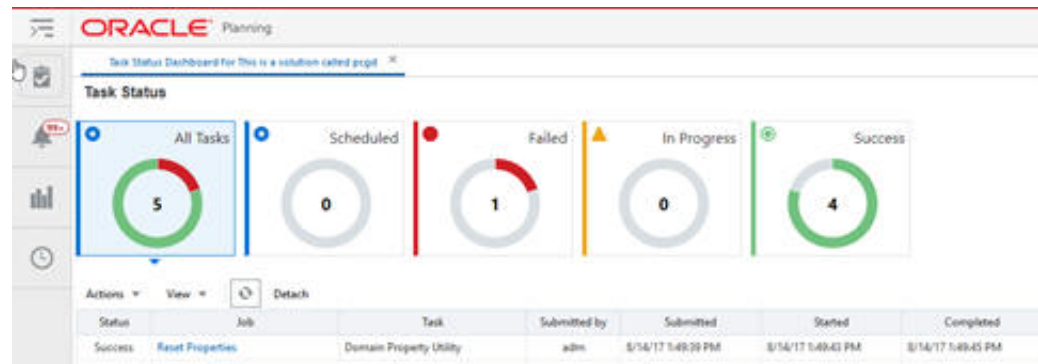 ORACLE Planning
Task Status Dashboard for This is a solution called pcgd ×
Task Status
99+
All Tasks
5
Scheduled
0
Failed
1
In Progress
0
Success
4
Actions View Detach
Status Job Task Submitted by Submitted Started Completed
Success Reset Properties Domain Property Utility adm 8/14/17 1:49:39 PM 8/14/17 1:49:43 PM 8/14/17 1:49:45 PM